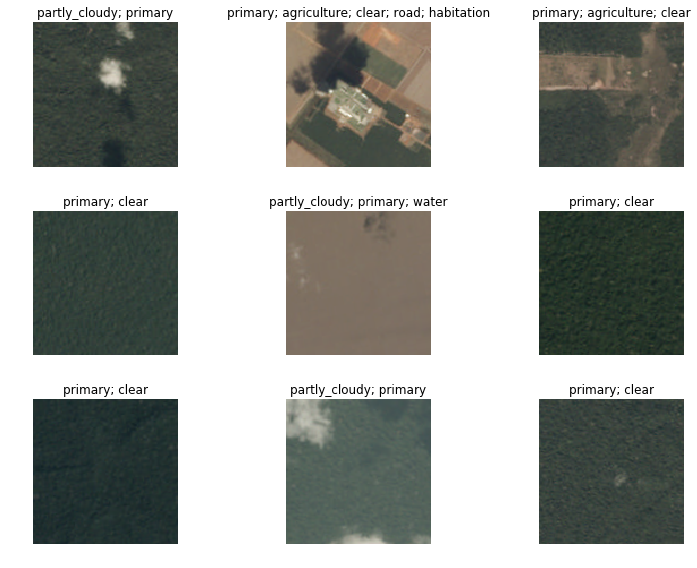 partly_cloudy; primary
primary; agriculture; clear; road; habitation
primary; agriculture; clear
primary; clear
partly_cloudy; primary; water
primary; clear
primary; clear
partly_cloudy; primary
primary; clear